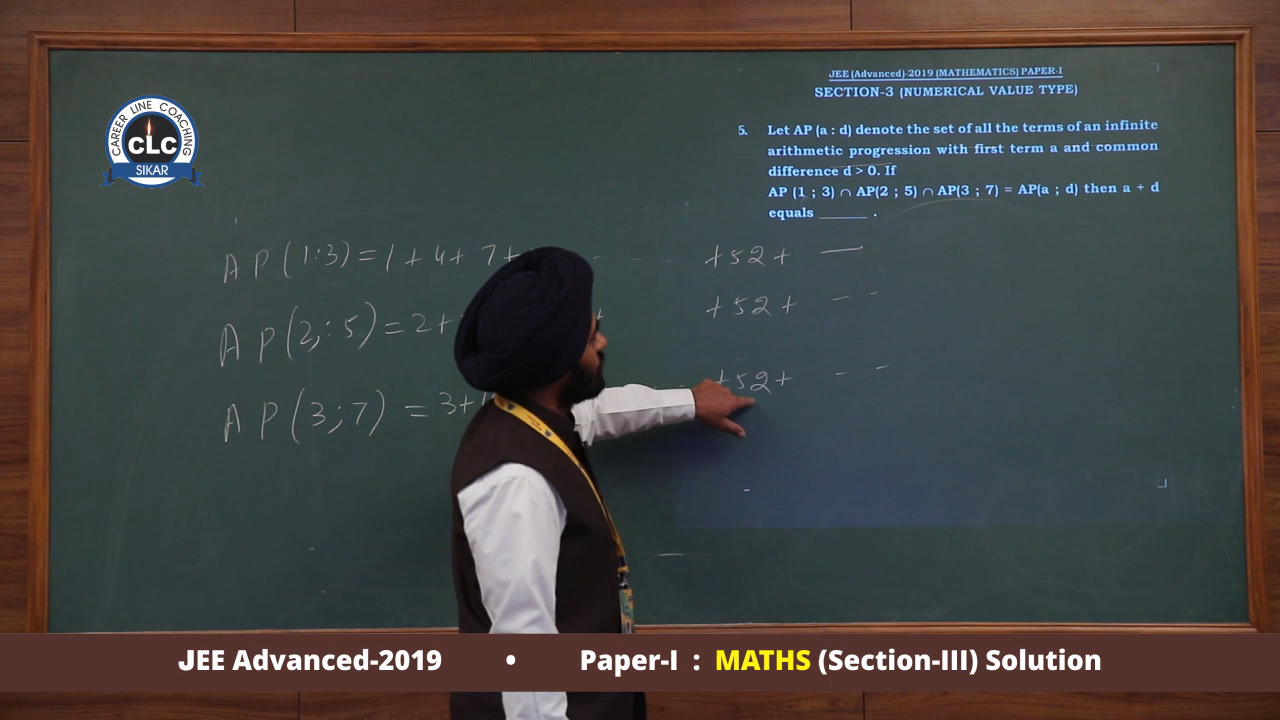 CAREER LINE COACHING
CLC
SIKAR
JEE (Advanced)-2019 (MATHEMATICS) PAPER-I
SECTION-3 (NUMERICAL VALUE TYPE)
5. Let AP (a : d) denote the set of all the terms of an infinite
arithmetic progression with first term a and common
difference d > 0. If
AP (1 ; 3) ∩ AP(2 ; 5) ∩ AP(3 ; 7) = AP(a ; d) then a + d
equals ______ .
AP(1:3) = 1 + 4 + 7 + - - - +52+ —
AP(2;:5) = 2 + +52+ - -
AP(3;7) = 3 + +52+ - -
JEE Advanced-2019 • Paper-I : MATHS (Section-III) Solution